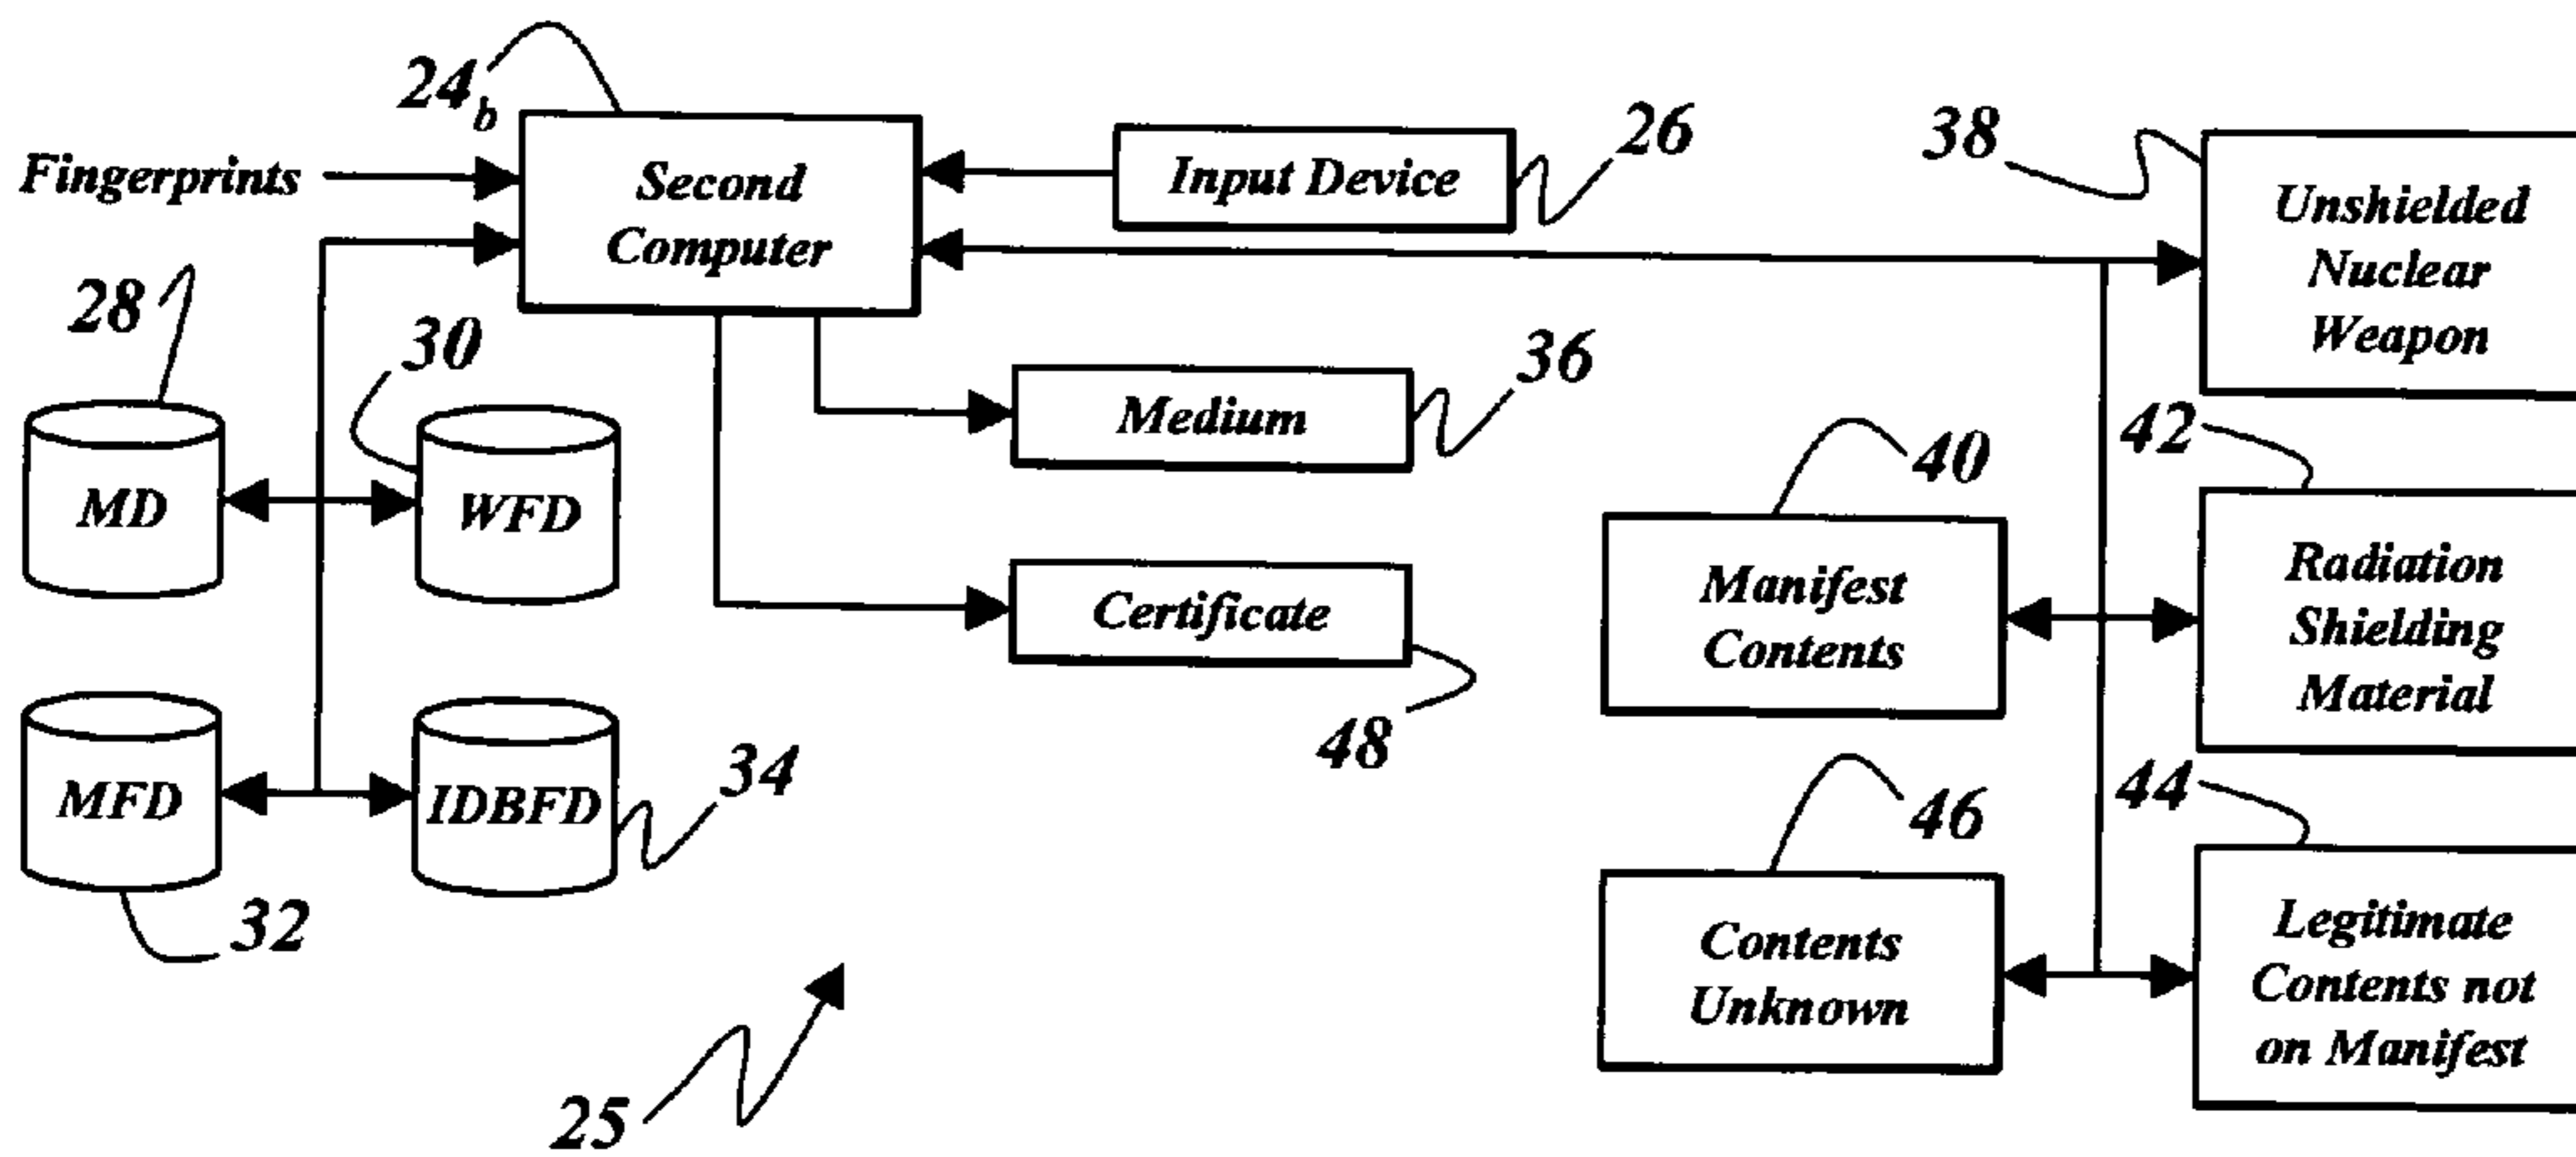 24b
Fingerprints
Second
Computer
Input Device
26
38
Unshielded
Nuclear
Weapon
28
30
MD
WFD
Medium
36
40
42
Manifest
Contents
Radiation
Shielding
Material
Certificate
48
MFD
IDBFD
34
32
46
44
Contents
Unknown
Legitimate
Contents not
on Manifest
25